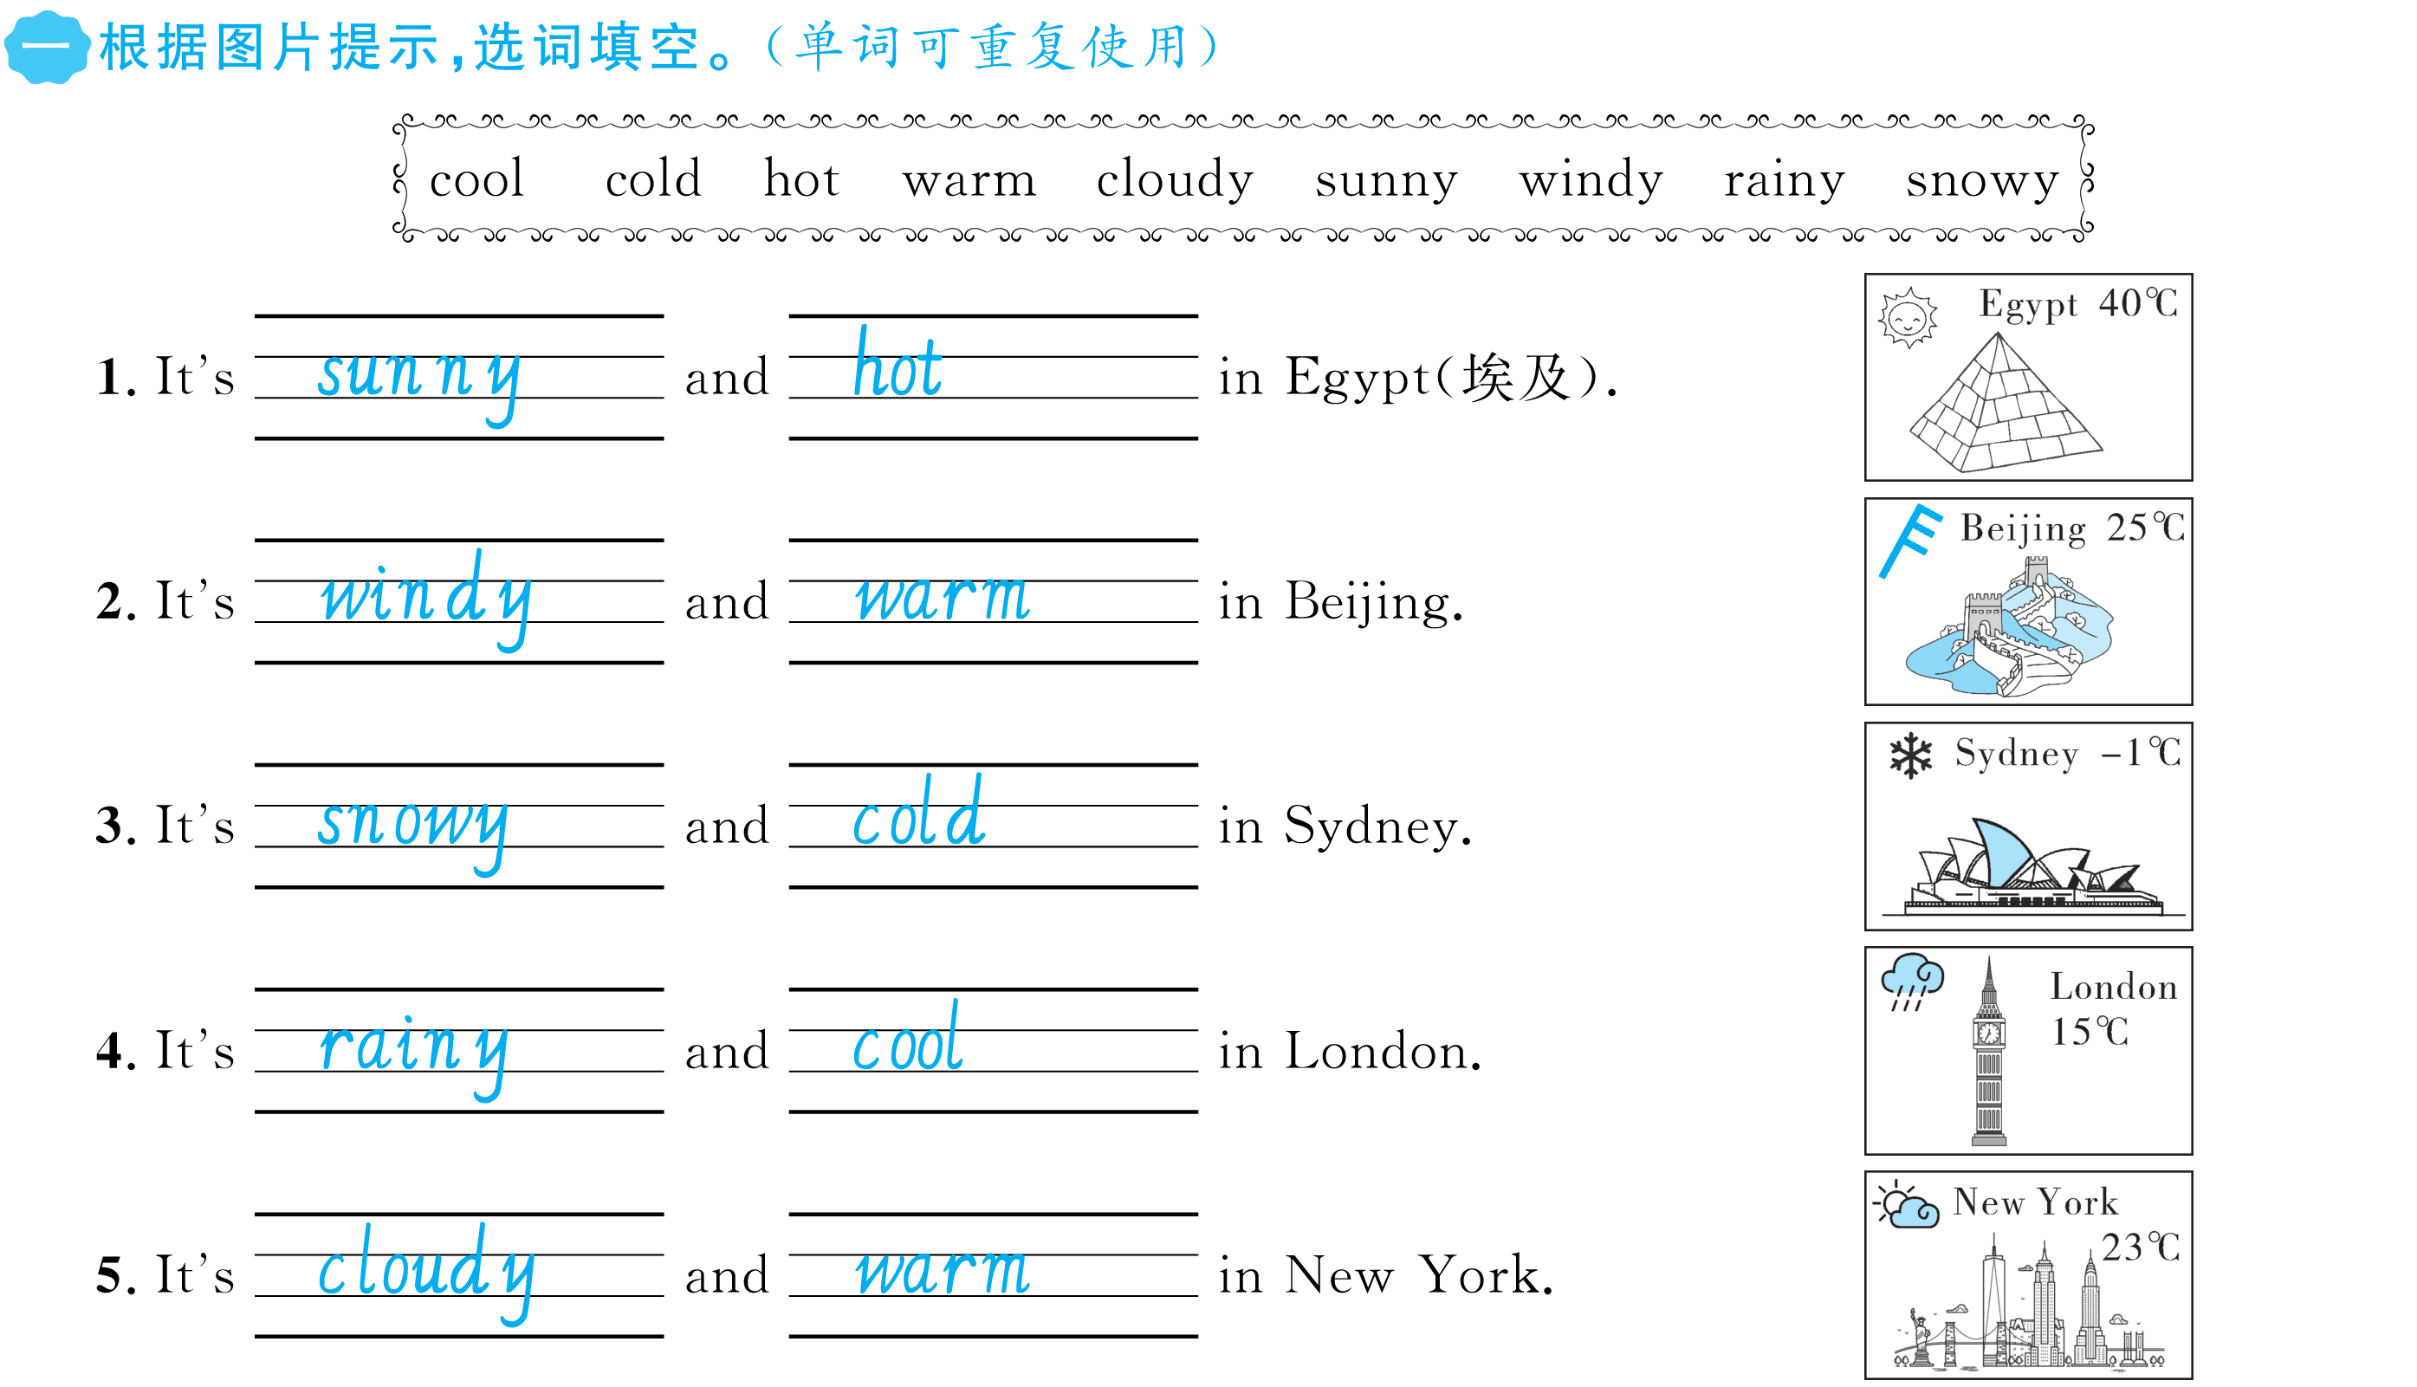 一 根据图片提示,选词填空。(单词可重复使用)
cool cold hot warm cloudy sunny windy rainy snowy
1. It's sunny and hot in Egypt(埃及).
Egypt 40℃
2. It's windy and warm in Beijing.
Beijing 25℃
3. It's snowy and cold in Sydney.
Sydney -1℃
4. It's rainy and cool in London.
London
15℃
5. It's cloudy and warm in New York.
New York
23℃